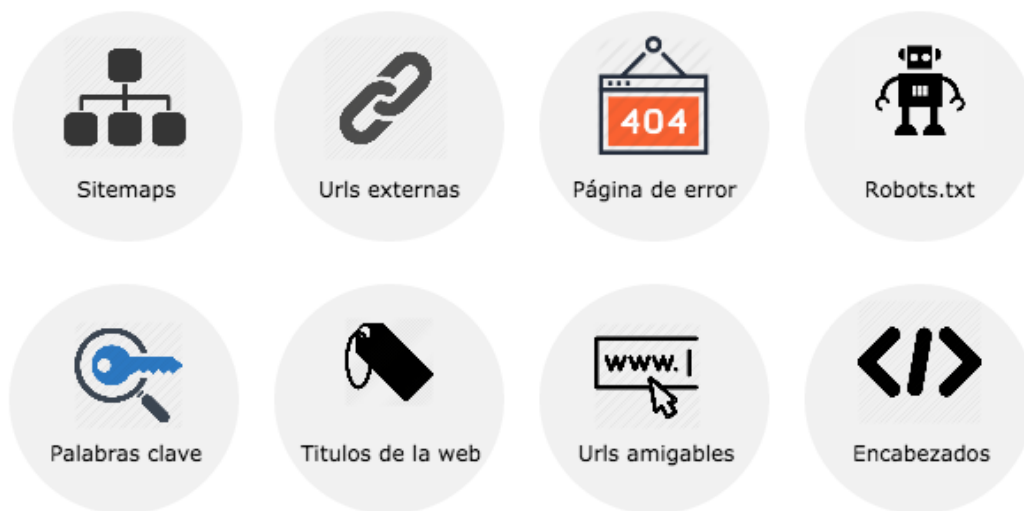 Sitemaps
Urls externas
404
Página de error
Robots.txt
Palabras clave
Titulos de la web
www.
Urls amigables
</>
Encabezados